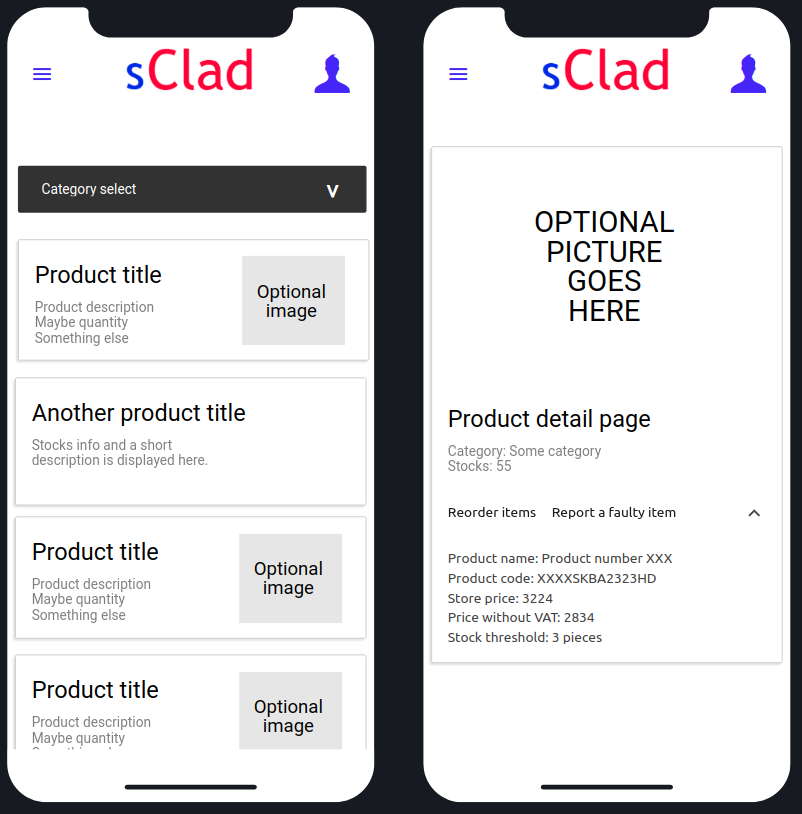 sClad
Category select
Product title
Product description
Maybe quantity
Something else
Optional
image
Another product title
Stocks info and a short
description is displayed here.
Product title
Product description
Maybe quantity
Something else
Optional
image
Product title
Product description
Maybe quantity
Optional
image
sClad
OPTIONAL
PICTURE
GOES
HERE
Product detail page
Category: Some category
Stocks: 55
Reorder items Report a faulty item
Product name: Product number XXX
Product code: XXXXSKBA2323HD
Store price: 3224
Price without VAT: 2834
Stock threshold: 3 pieces